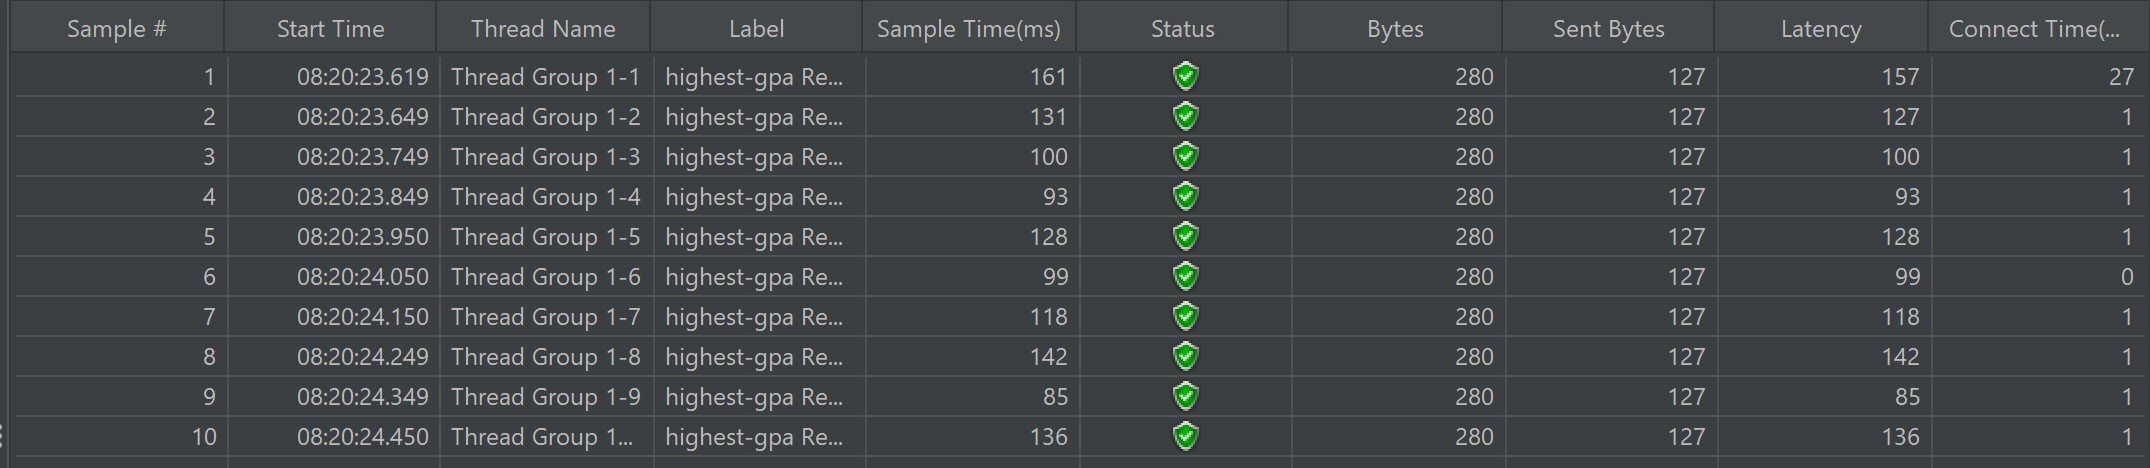 Sample # Start Time Thread Name Label Sample Time(ms) Status Bytes Sent Bytes Latency Connect Time(...
1 08:20:23.619 Thread Group 1-1 highest-gpa Re... 161 280 127 157 27
2 08:20:23.649 Thread Group 1-2 highest-gpa Re... 131 280 127 127 1
3 08:20:23.749 Thread Group 1-3 highest-gpa Re... 100 280 127 100 1
4 08:20:23.849 Thread Group 1-4 highest-gpa Re... 93 280 127 93 1
5 08:20:23.950 Thread Group 1-5 highest-gpa Re... 128 280 127 128 1
6 08:20:24.050 Thread Group 1-6 highest-gpa Re... 99 280 127 99 0
7 08:20:24.150 Thread Group 1-7 highest-gpa Re... 118 280 127 118 1
8 08:20:24.249 Thread Group 1-8 highest-gpa Re... 142 280 127 142 1
9 08:20:24.349 Thread Group 1-9 highest-gpa Re... 85 280 127 85 1
10 08:20:24.450 Thread Group 1... highest-gpa Re... 136 280 127 136 1